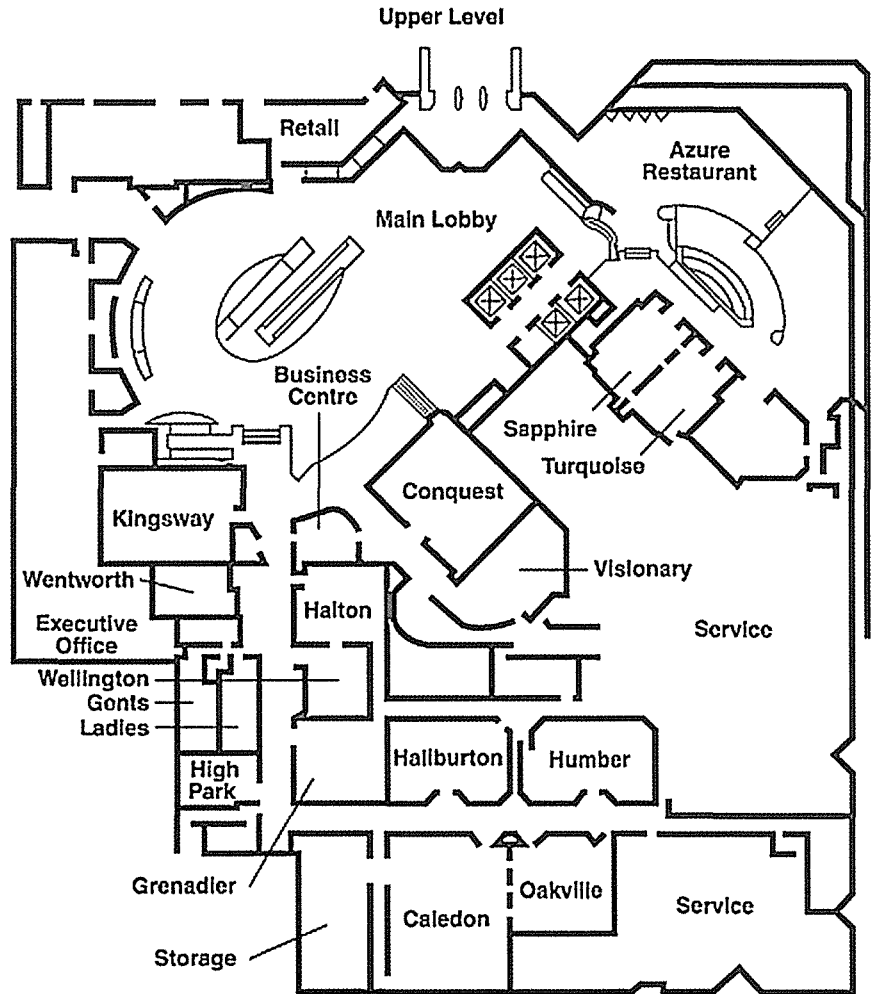 Upper Level
Retail
Azure
Restaurant
Main Lobby
Business
Centre
Sapphire
Turquoise
Conquest
Kingsway
Visionary
Wentworth
Halton
Executive
Office
Service
Wellington
Gents
Ladies
High
Park
Haliburton
Humber
Grenadier
Oakville
Caledon
Service
Storage